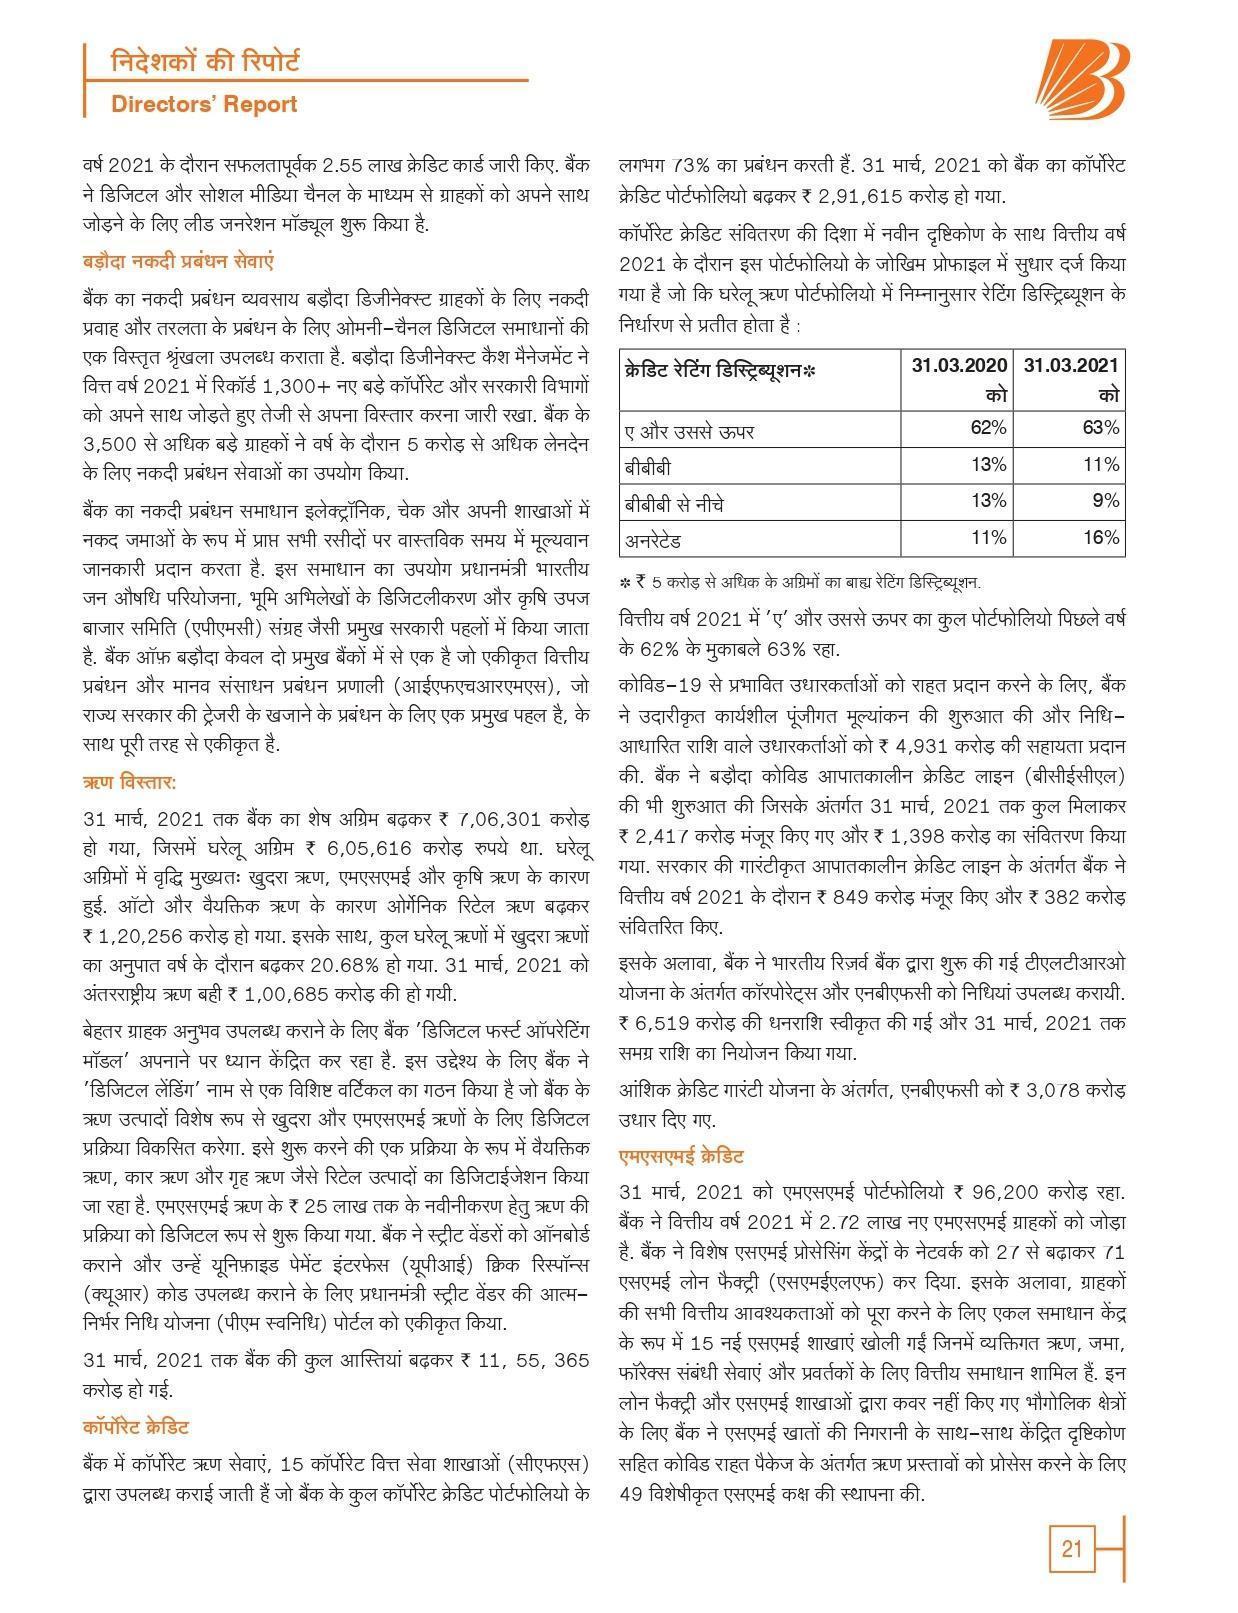 निदेशकों की रिपोर्ट
Directors' Report
वर्ष 2021 के दौरान सफलतापूर्वक 2.55 लाख क्रेडिट कार्ड जारी किए. बैंक
ने डिजिटल और सोशल मीडिया चैनल के माध्यम से ग्राहकों को अपने साथ
जोड़ने के लिए लीड जनरेशन मॉड्यूल शुरू किया है.
बड़ौदा नकदी प्रबंधन सेवाएं
बैंक का नकदी प्रबंधन व्यवसाय बड़ौदा डिजीनेक्स्ट ग्राहकों के लिए नकदी
प्रवाह और तरलता के प्रबंधन के लिए ओमनी-चैनल डिजिटल समाधानों की
एक विस्तृत श्रृंखला उपलब्ध कराता है. बड़ौदा डिजीनेक्स्ट कैश मैनेजमेंट ने
वित्त वर्ष 2021 में रिकॉर्ड 1,300+ नए बड़े कॉर्पोरेट और सरकारी विभागों
को अपने साथ जोड़ते हुए तेजी से अपना विस्तार करना जारी रखा. बैंक के
3,500 से अधिक बड़े ग्राहकों ने वर्ष के दौरान 5 करोड़ से अधिक लेनदेन
के लिए नकदी प्रबंधन सेवाओं का उपयोग किया.
बैंक का नकदी प्रबंधन समाधान इलेक्ट्रॉनिक, चेक और अपनी शाखाओं में
नकद जमाओं के रूप में प्राप्त सभी रसीदों पर वास्तविक समय में मूल्यवान
जानकारी प्रदान करता है. इस समाधान का उपयोग प्रधानमंत्री भारतीय
जन औषधि परियोजना, भूमि अभिलेखों के डिजिटलीकरण और कृषि उपज
बाजार समिति (एपीएमसी) संग्रह जैसी प्रमुख सरकारी पहलों में किया जाता
है. बैंक ऑफ़ बड़ौदा केवल दो प्रमुख बैंकों में से एक है जो एकीकृत वित्तीय
प्रबंधन और मानव संसाधन प्रबंधन प्रणाली (आईएफएचआरएमएस), जो
राज्य सरकार की ट्रेजरी के खजाने के प्रबंधन के लिए एक प्रमुख पहल है, के
साथ पूरी तरह से एकीकृत है.
ऋण विस्तार:
31 मार्च, 2021 तक बैंक का शेष अग्रिम बढ़कर ₹ 7,06,301 करोड़
हो गया, जिसमें घरेलू अग्रिम ₹ 6,05,616 करोड़ रुपये था. घरेलू
अग्रिमों में वृद्धि मुख्यतः खुदरा ऋण, एमएसएमई और कृषि ऋण के कारण
हुई. ऑटो और वैयक्तिक ऋण के कारण ओर्गेनिक रिटेल ऋण बढ़कर
₹ 1,20,256 करोड़ हो गया. इसके साथ, कुल घरेलू ऋणों में खुदरा ऋणों
का अनुपात वर्ष के दौरान बढ़कर 20.68% हो गया. 31 मार्च, 2021 को
अंतरराष्ट्रीय ऋण बही ₹ 1,00,685 करोड़ की हो गयी.
बेहतर ग्राहक अनुभव उपलब्ध कराने के लिए बैंक 'डिजिटल फर्स्ट ऑपरेटिंग
मॉडल' अपनाने पर ध्यान केंद्रित कर रहा है. इस उद्देश्य के लिए बैंक ने
'डिजिटल लेंडिंग' नाम से एक विशिष्ट वर्टिकल का गठन किया है जो बैंक के
ऋण उत्पादों विशेष रूप से खुदरा और एमएसएमई ऋणों के लिए डिजिटल
प्रक्रिया विकसित करेगा. इसे शुरू करने की एक प्रक्रिया के रूप में वैयक्तिक
ऋण, कार ऋण और गृह ऋण जैसे रिटेल उत्पादों का डिजिटाईजेशन किया
जा रहा है. एमएसएमई ऋण के ₹ 25 लाख तक के नवीनीकरण हेतु ऋण की
प्रक्रिया को डिजिटल रूप से शुरू किया गया. बैंक ने स्ट्रीट वेंडरों को ऑनबोर्ड
कराने और उन्हें यूनिफ़ाइड पेमेंट इंटरफेस (यूपीआई) क्विक रिस्पॉन्स
(क्यूआर) कोड उपलब्ध कराने के लिए प्रधानमंत्री स्ट्रीट वेंडर की आत्म-
निर्भर निधि योजना (पीएम स्वनिधि) पोर्टल को एकीकृत किया.
31 मार्च, 2021 तक बैंक की कुल आस्तियां बढ़कर ₹ 11, 55, 365
करोड़ हो गई.
कॉर्पोरेट क्रेडिट
बैंक में कॉर्पोरेट ऋण सेवाएं, 15 कॉर्पोरेट वित्त सेवा शाखाओं (सीएफएस)
द्वारा उपलब्ध कराई जाती हैं जो बैंक के कुल कॉर्पोरेट क्रेडिट पोर्टफोलियो के
लगभग 73% का प्रबंधन करती हैं. 31 मार्च, 2021 को बैंक का कॉर्पोरेट
क्रेडिट पोर्टफोलियो बढ़कर ₹ 2,91,615 करोड़ हो गया.
कॉर्पोरेट क्रेडिट संवितरण की दिशा में नवीन दृष्टिकोण के साथ वित्तीय वर्ष
2021 के दौरान इस पोर्टफोलियो के जोखिम प्रोफाइल में सुधार दर्ज किया
गया है जो कि घरेलू ऋण पोर्टफोलियो में निम्नानुसार रेटिंग डिस्ट्रिब्यूशन के
निर्धारण से प्रतीत होता है :
क्रेडिट रेटिंग डिस्ट्रिब्यूशन* 31.03.2020 को 31.03.2021 को
ए और उससे ऊपर 62% 63%
बीबीबी 13% 11%
बीबीबी से नीचे 13% 9%
अनरेटेड 11% 16%
* ₹ 5 करोड़ से अधिक के अग्रिमों का बाह्य रेटिंग डिस्ट्रिब्यूशन.
वित्तीय वर्ष 2021 में 'ए' और उससे ऊपर का कुल पोर्टफोलियो पिछले वर्ष
के 62% के मुकाबले 63% रहा.
कोविड-19 से प्रभावित उधारकर्ताओं को राहत प्रदान करने के लिए, बैंक
ने उदारीकृत कार्यशील पूंजीगत मूल्यांकन की शुरुआत की और निधि-
आधारित राशि वाले उधारकर्ताओं को ₹ 4,931 करोड़ की सहायता प्रदान
की. बैंक ने बड़ौदा कोविड आपातकालीन क्रेडिट लाइन (बीसीईसीएल)
की भी शुरुआत की जिसके अंतर्गत 31 मार्च, 2021 तक कुल मिलाकर
₹ 2,417 करोड़ मंजूर किए गए और ₹ 1,398 करोड़ का संवितरण किया
गया. सरकार की गारंटीकृत आपातकालीन क्रेडिट लाइन के अंतर्गत बैंक ने
वित्तीय वर्ष 2021 के दौरान ₹ 849 करोड़ मंजूर किए और ₹ 382 करोड़
संवितरित किए.
इसके अलावा, बैंक ने भारतीय रिज़र्व बैंक द्वारा शुरू की गई टीएलटीआरओ
योजना के अंतर्गत कॉरपोरेट्स और एनबीएफसी को निधियां उपलब्ध करायी.
₹ 6,519 करोड़ की धनराशि स्वीकृत की गई और 31 मार्च, 2021 तक
समग्र राशि का नियोजन किया गया.
आंशिक क्रेडिट गारंटी योजना के अंतर्गत, एनबीएफसी को ₹ 3,078 करोड़
उधार दिए गए.
एमएसएमई क्रेडिट
31 मार्च, 2021 को एमएसएमई पोर्टफोलियो ₹ 96,200 करोड़ रहा.
बैंक ने वित्तीय वर्ष 2021 में 2.72 लाख नए एमएसएमई ग्राहकों को जोड़ा
है. बैंक ने विशेष एसएमई प्रोसेसिंग केंद्रों के नेटवर्क को 27 से बढ़ाकर 71
एसएमई लोन फैक्ट्री (एसएमईएलएफ) कर दिया. इसके अलावा, ग्राहकों
की सभी वित्तीय आवश्यकताओं को पूरा करने के लिए एकल समाधान केंद्र
के रूप में 15 नई एसएमई शाखाएं खोली गईं जिनमें व्यक्तिगत ऋण, जमा,
फॉरेक्स संबंधी सेवाएं और प्रवर्तकों के लिए वित्तीय समाधान शामिल हैं. इन
लोन फैक्ट्री और एसएमई शाखाओं द्वारा कवर नहीं किए गए भौगोलिक क्षेत्रों
के लिए बैंक ने एसएमई खातों की निगरानी के साथ-साथ केंद्रित दृष्टिकोण
सहित कोविड राहत पैकेज के अंतर्गत ऋण प्रस्तावों को प्रोसेस करने के लिए
49 विशेषीकृत एसएमई कक्ष की स्थापना की.
21